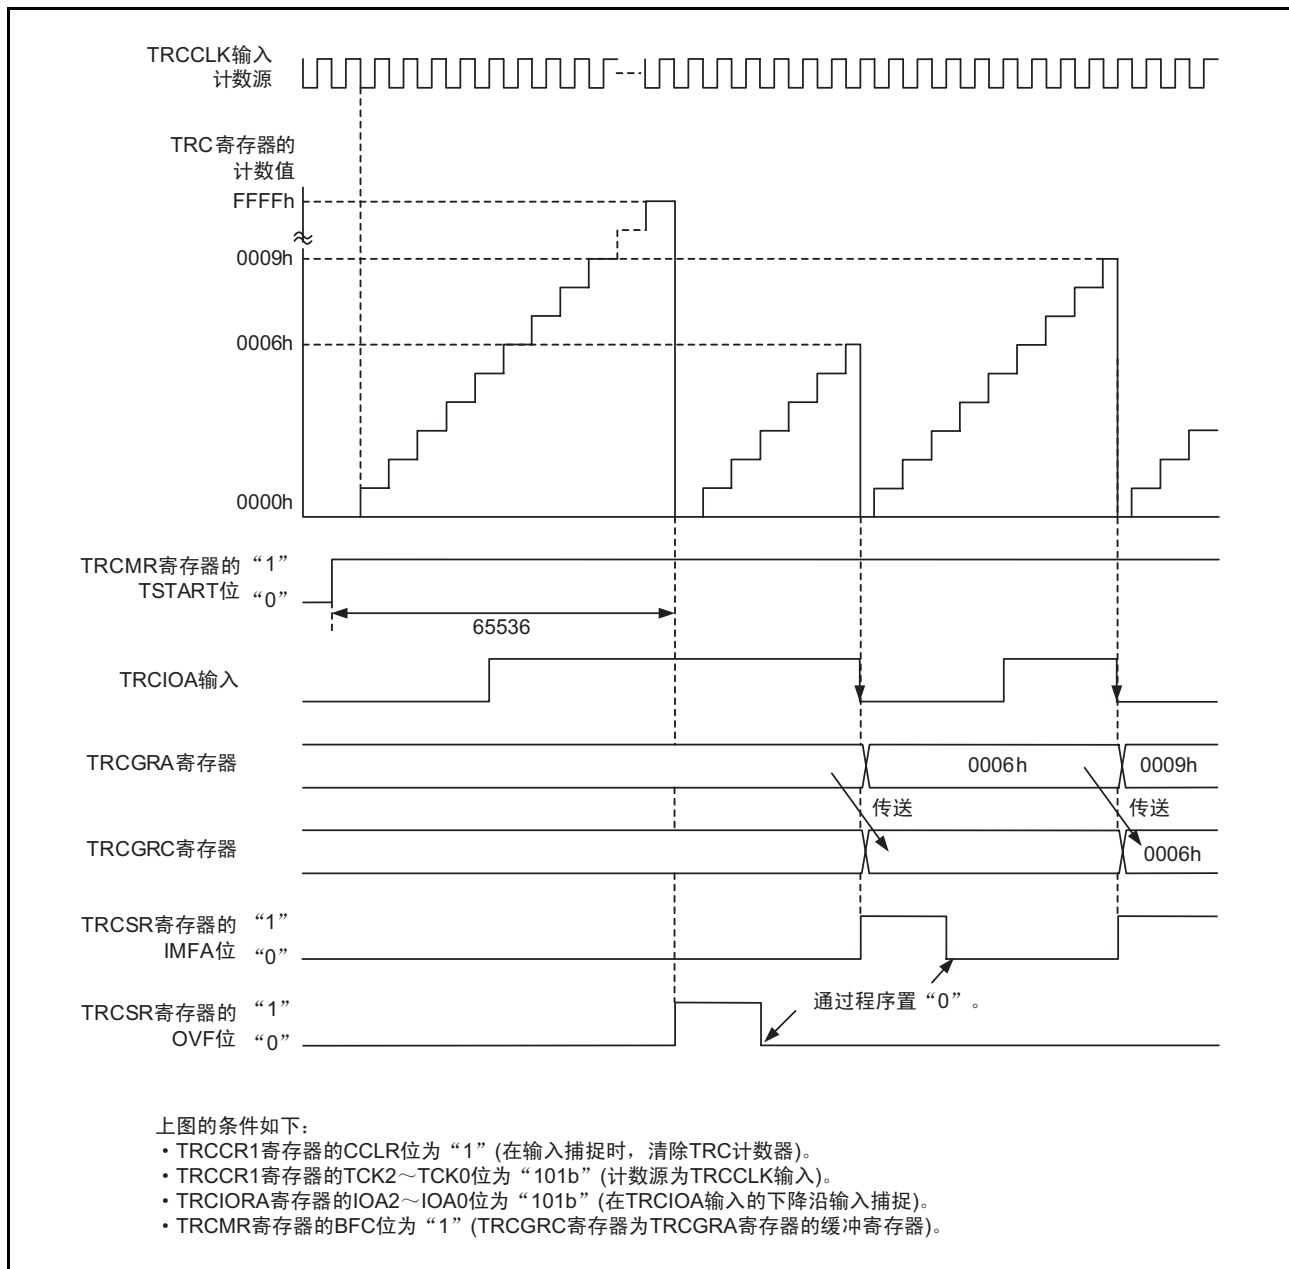 TRCCLK输入
计数源
TRC寄存器的
计数值
FFFFh
0009h
0006h
0000h
TRCMR寄存器的 “1”
TSTART位 “0”
65536
TRCIOA输入
TRCGRA寄存器
0006h
0009h
传送
传送
TRCGRC寄存器
0006h
TRCSR寄存器的 “1”
IMFA位 “0”
通过程序置“0”。
TRCSR寄存器的 “1”
OVF位 “0”
上图的条件如下：
・TRCCR1寄存器的CCLR位为“1”(在输入捕捉时，清除TRC计数器)。
・TRCCR1寄存器的TCK2～TCK0位为“101b”(计数源为TRCCLK输入)。
・TRCIORA寄存器的IOA2～IOA0位为“101b”(在TRCIOA输入的下降沿输入捕捉)。
・TRCMR寄存器的BFC位为“1”(TRCGRC寄存器为TRCGRA寄存器的缓冲寄存器)。